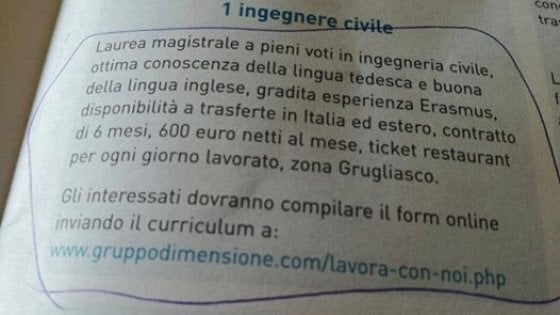 1 ingegnere civile
Laurea magistrale a pieni voti in ingegneria civile,
ottima conoscenza della lingua tedesca e buona
della lingua inglese, gradita esperienza Erasmus,
disponibilità a trasferte in Italia ed estero, contratto
di 6 mesi, 600 euro netti al mese, ticket restaurant
per ogni giorno lavorato, zona Grugliasco.
Gli interessati dovranno compilare il form online
inviando il curriculum a:
www.gruppodimensione.com/lavora-con-noi.php